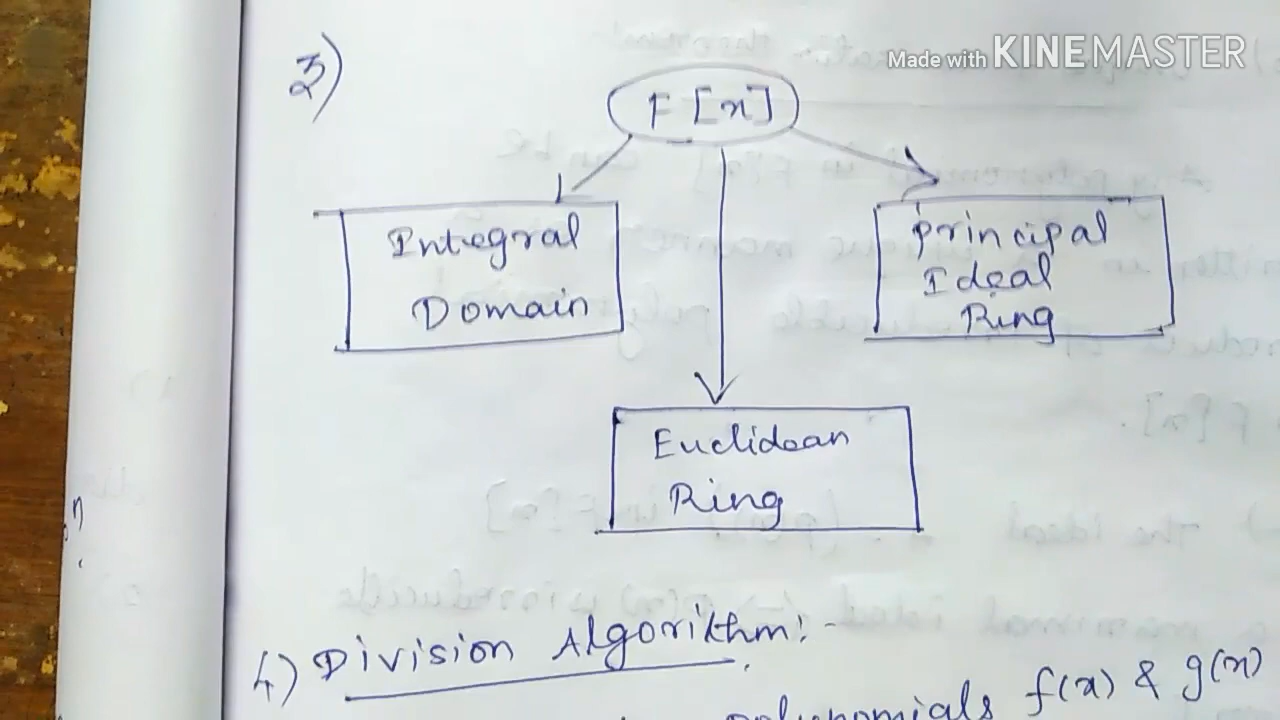 Made with KINEMASTER
3)
F[x]
Integral
Domain
Principal
Ideal
Ring
Euclidean
Ring
4) Division Algorithm:-
polynomials f(x) & g(x)